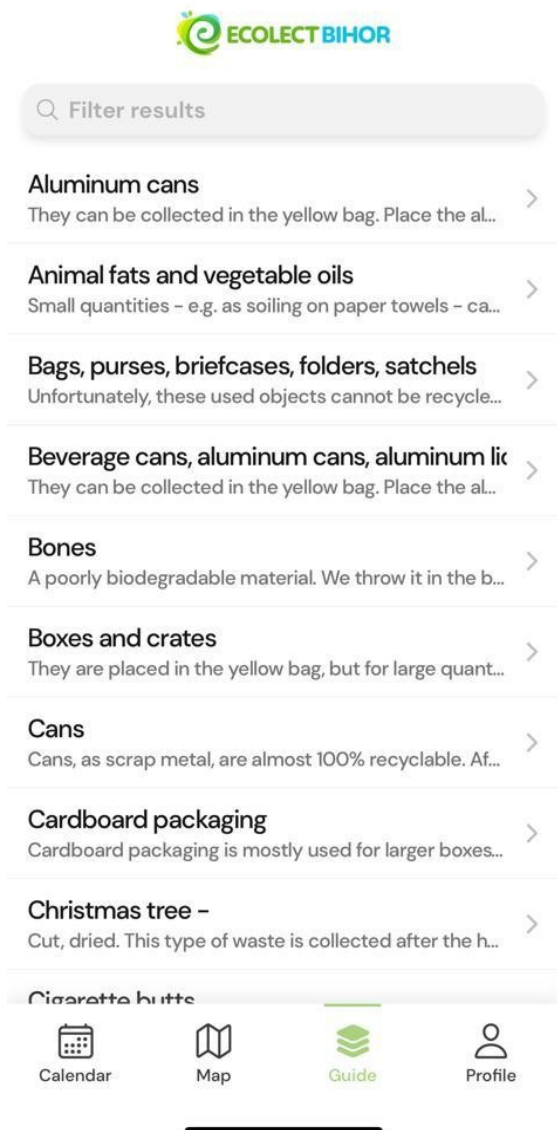 ECOLECT BIHOR
Filter results
Aluminum cans
They can be collected in the yellow bag. Place the al...
Animal fats and vegetable oils
Small quantities – e.g. as soiling on paper towels – ca...
Bags, purses, briefcases, folders, satchels
Unfortunately, these used objects cannot be recycle...
Beverage cans, aluminum cans, aluminum lic
They can be collected in the yellow bag. Place the al...
Bones
A poorly biodegradable material. We throw it in the b...
Boxes and crates
They are placed in the yellow bag, but for large quant...
Cans
Cans, as scrap metal, are almost 100% recyclable. Af...
Cardboard packaging
Cardboard packaging is mostly used for larger boxes...
Christmas tree –
Cut, dried. This type of waste is collected after the h...
Cigarette butts
Calendar Map Guide Profile